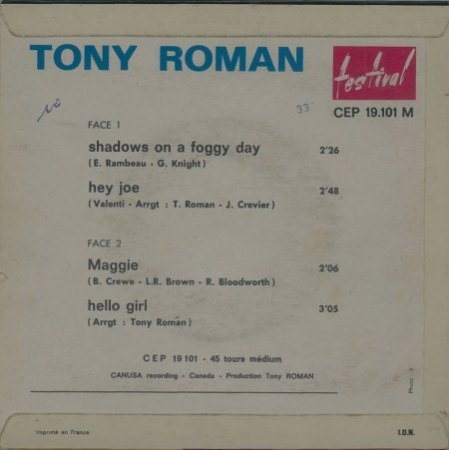 TONY ROMAN
festival
CEP 19.101 M
33
FACE 1
shadows on a foggy day 2'26
(E. Rambeau - G. Knight)
hey joe 2'48
(Valenti - Arrgt : T. Roman - J. Crevier)
FACE 2
Maggie 2'06
(B. Crewe - L.R. Brown - R. Bloodworth)
hello girl 3'05
(Arrgt : Tony Roman)
CEP 19 101 - 45 tours médium
CANUSA recording - Canada - Production Tony ROMAN
Photo : X
Imprimé en France
I.D.N.